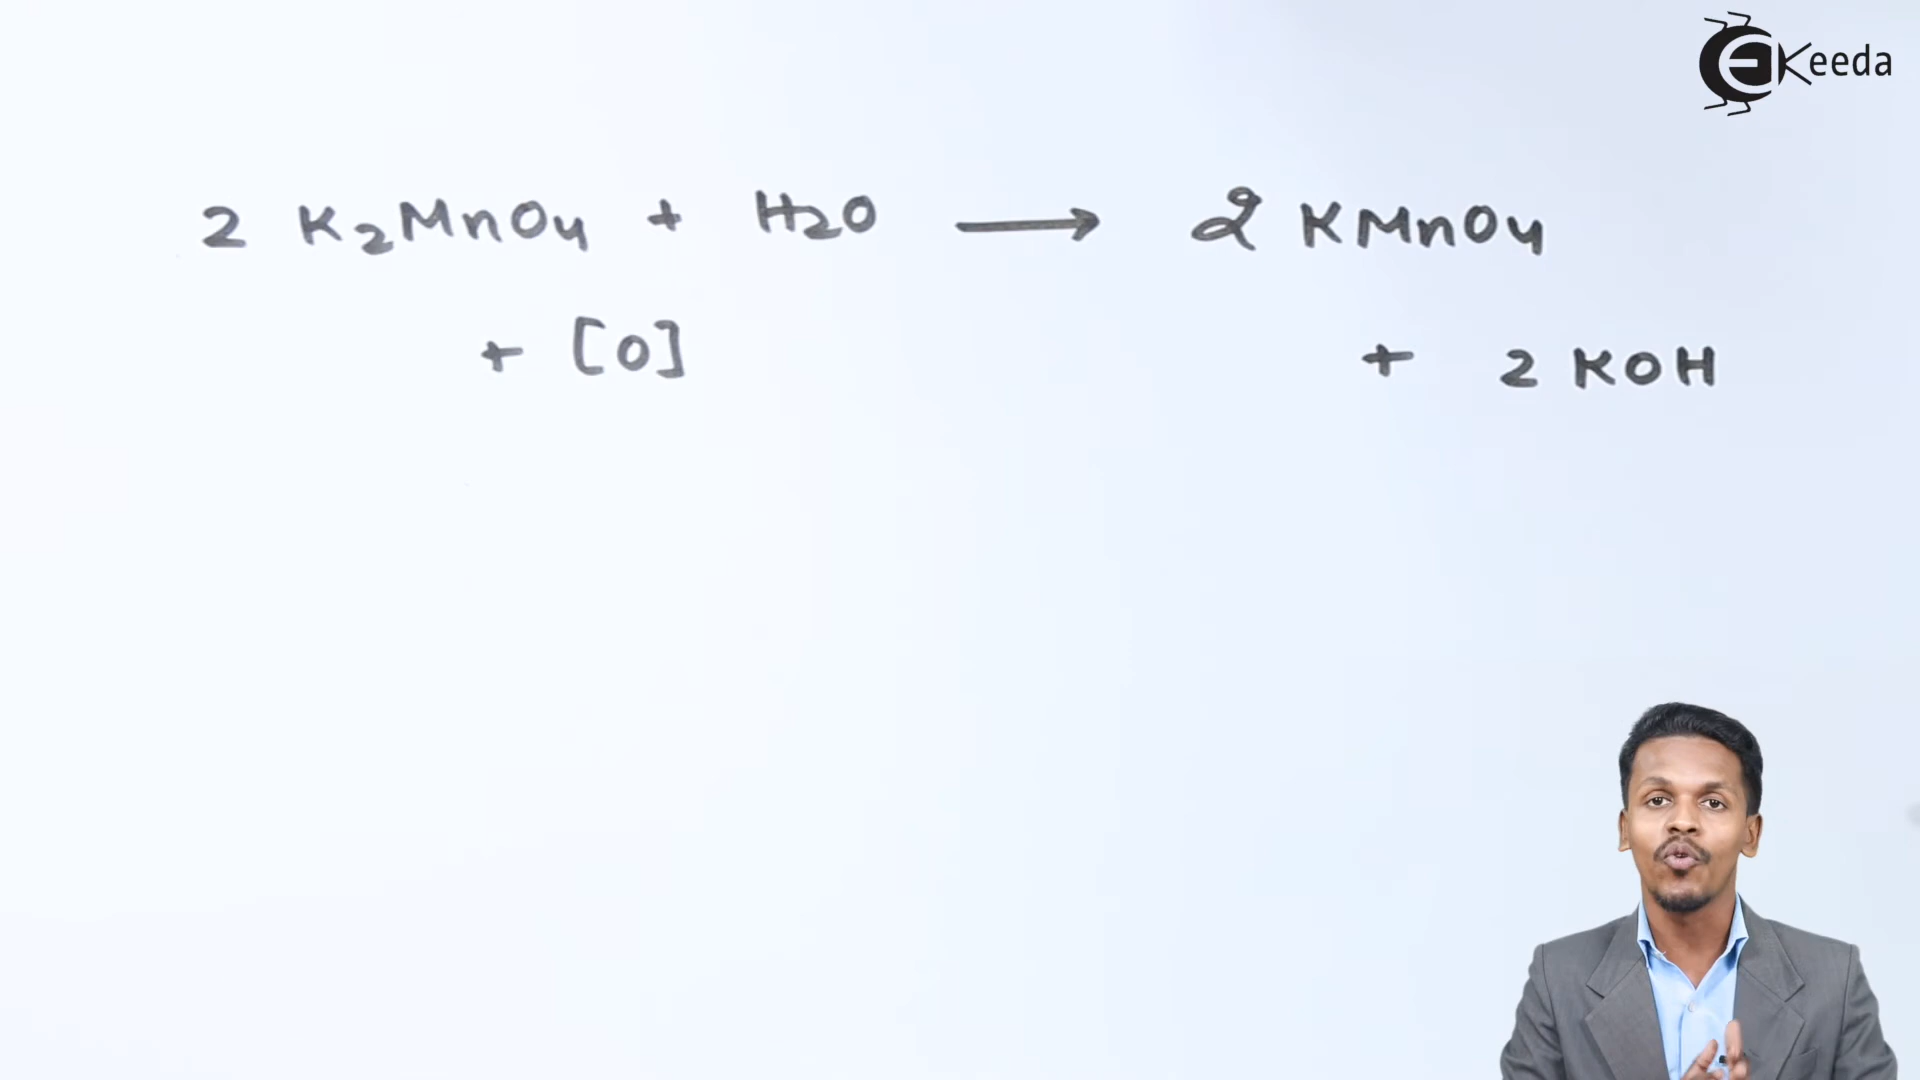 Keeda
2 K2MnO4 + H2O ⟶ 2 KMnO4
+ [O] + 2 KOH